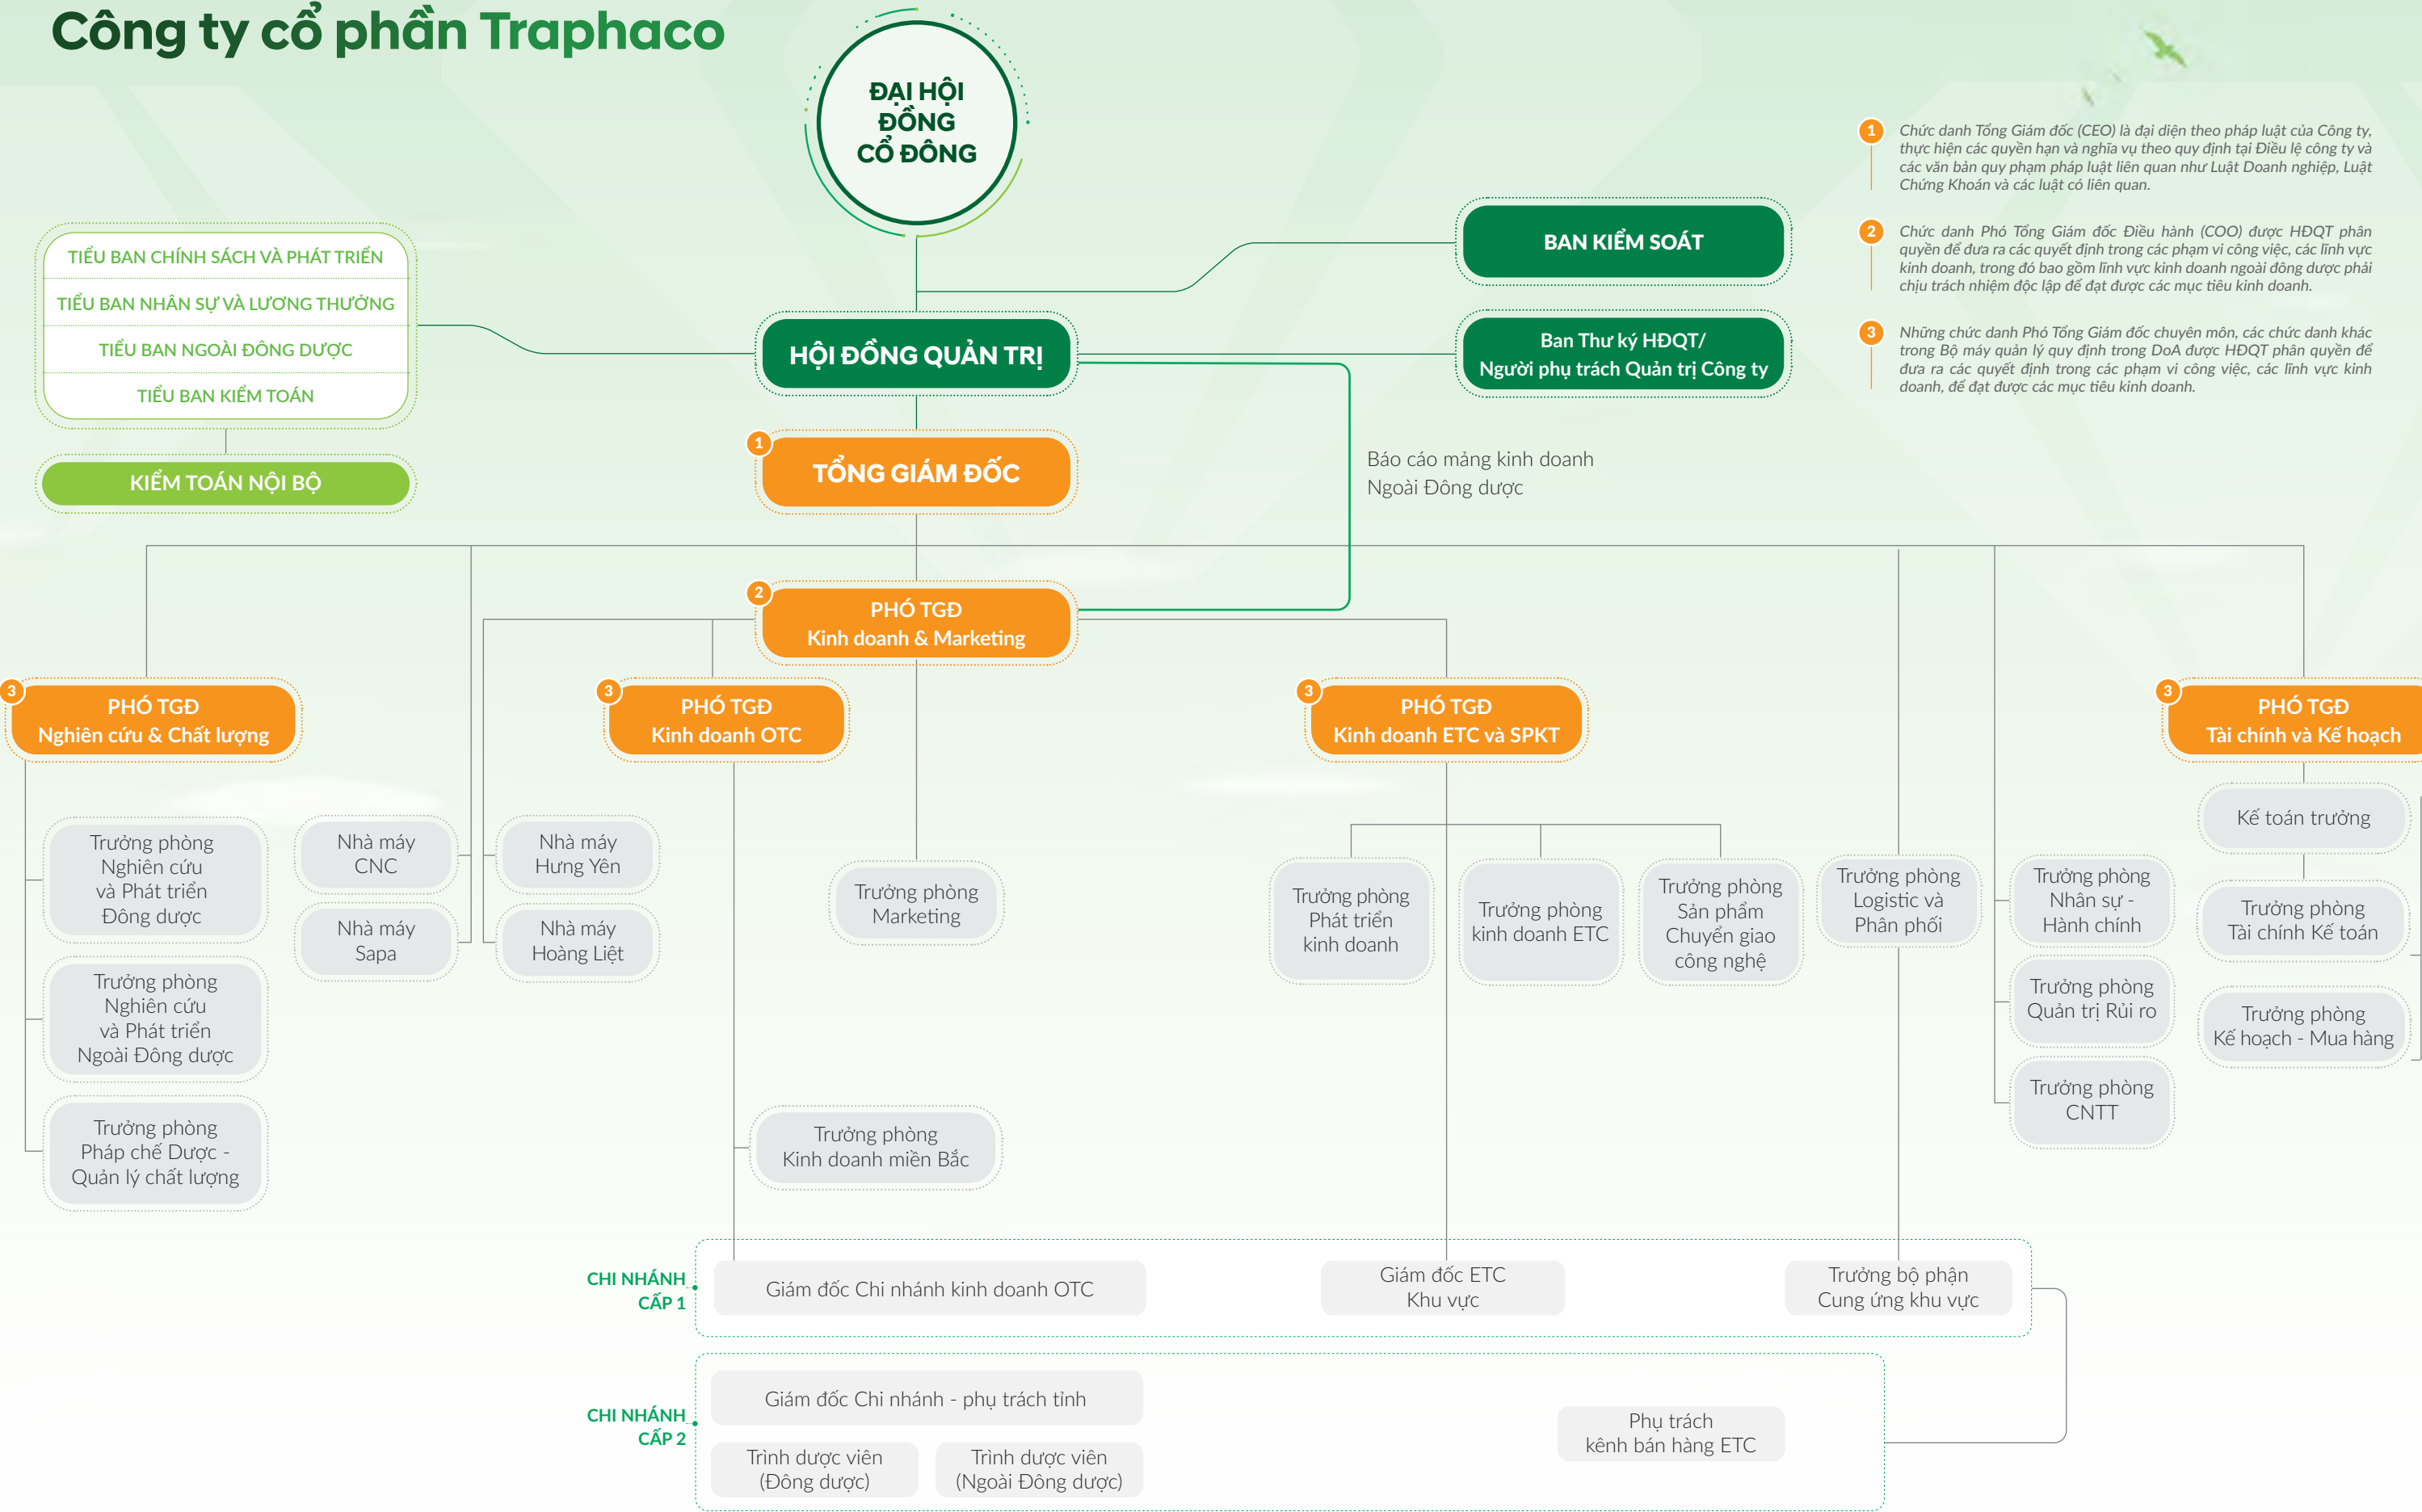 Công ty cổ phần Traphaco
ĐẠI HỘI
ĐỒNG
CỔ ĐÔNG
1
Chức danh Tổng Giám đốc (CEO) là đại diện theo pháp luật của Công ty,
thực hiện các quyền hạn và nghĩa vụ theo quy định tại Điều lệ công ty và
các văn bản quy phạm pháp luật liên quan như Luật Doanh nghiệp, Luật
Chứng Khoán và các luật có liên quan.
2
Chức danh Phó Tổng Giám đốc Điều hành (COO) được HĐQT phân
quyền để đưa ra các quyết định trong các phạm vi công việc, các lĩnh vực
kinh doanh, trong đó bao gồm lĩnh vực kinh doanh ngoài đông dược phải
chịu trách nhiệm độc lập để đạt được các mục tiêu kinh doanh.
3
Những chức danh Phó Tổng Giám đốc chuyên môn, các chức danh khác
trong Bộ máy quản lý quy định trong DoA được HĐQT phân quyền để
đưa ra các quyết định trong các phạm vi công việc, các lĩnh vực kinh
doanh, để đạt được các mục tiêu kinh doanh.
TIỂU BAN CHÍNH SÁCH VÀ PHÁT TRIỂN
TIỂU BAN NHÂN SỰ VÀ LƯƠNG THƯỞNG
TIỂU BAN NGOÀI ĐÔNG DƯỢC
TIỂU BAN KIỂM TOÁN
KIỂM TOÁN NỘI BỘ
BAN KIỂM SOÁT
HỘI ĐỒNG QUẢN TRỊ
Ban Thư ký HĐQT/
Người phụ trách Quản trị Công ty
1
TỔNG GIÁM ĐỐC
Báo cáo mảng kinh doanh
Ngoài Đông dược
2
PHÓ TGĐ
Kinh doanh & Marketing
3
PHÓ TGĐ
Nghiên cứu & Chất lượng
3
PHÓ TGĐ
Kinh doanh OTC
3
PHÓ TGĐ
Kinh doanh ETC và SPKT
3
PHÓ TGĐ
Tài chính và Kế hoạch
Trưởng phòng
Nghiên cứu
và Phát triển
Đông dược
Trưởng phòng
Nghiên cứu
và Phát triển
Ngoài Đông dược
Trưởng phòng
Pháp chế Dược -
Quản lý chất lượng
Nhà máy
CNC
Nhà máy
Sapa
Nhà máy
Hưng Yên
Nhà máy
Hoàng Liệt
Trưởng phòng
Marketing
Trưởng phòng
Kinh doanh miền Bắc
Trưởng phòng
Phát triển
kinh doanh
Trưởng phòng
kinh doanh ETC
Trưởng phòng
Sản phẩm
Chuyển giao
công nghệ
Trưởng phòng
Logistic và
Phân phối
Trưởng phòng
Nhân sự -
Hành chính
Trưởng phòng
Quản trị Rủi ro
Trưởng phòng
CNTT
Kế toán trưởng
Trưởng phòng
Tài chính Kế toán
Trưởng phòng
Kế hoạch - Mua hàng
CHI NHÁNH
CẤP 1
Giám đốc Chi nhánh kinh doanh OTC
Giám đốc ETC
Khu vực
Trưởng bộ phận
Cung ứng khu vực
CHI NHÁNH
CẤP 2
Giám đốc Chi nhánh - phụ trách tỉnh
Trình dược viên
(Đông dược)
Trình dược viên
(Ngoài Đông dược)
Phụ trách
kênh bán hàng ETC